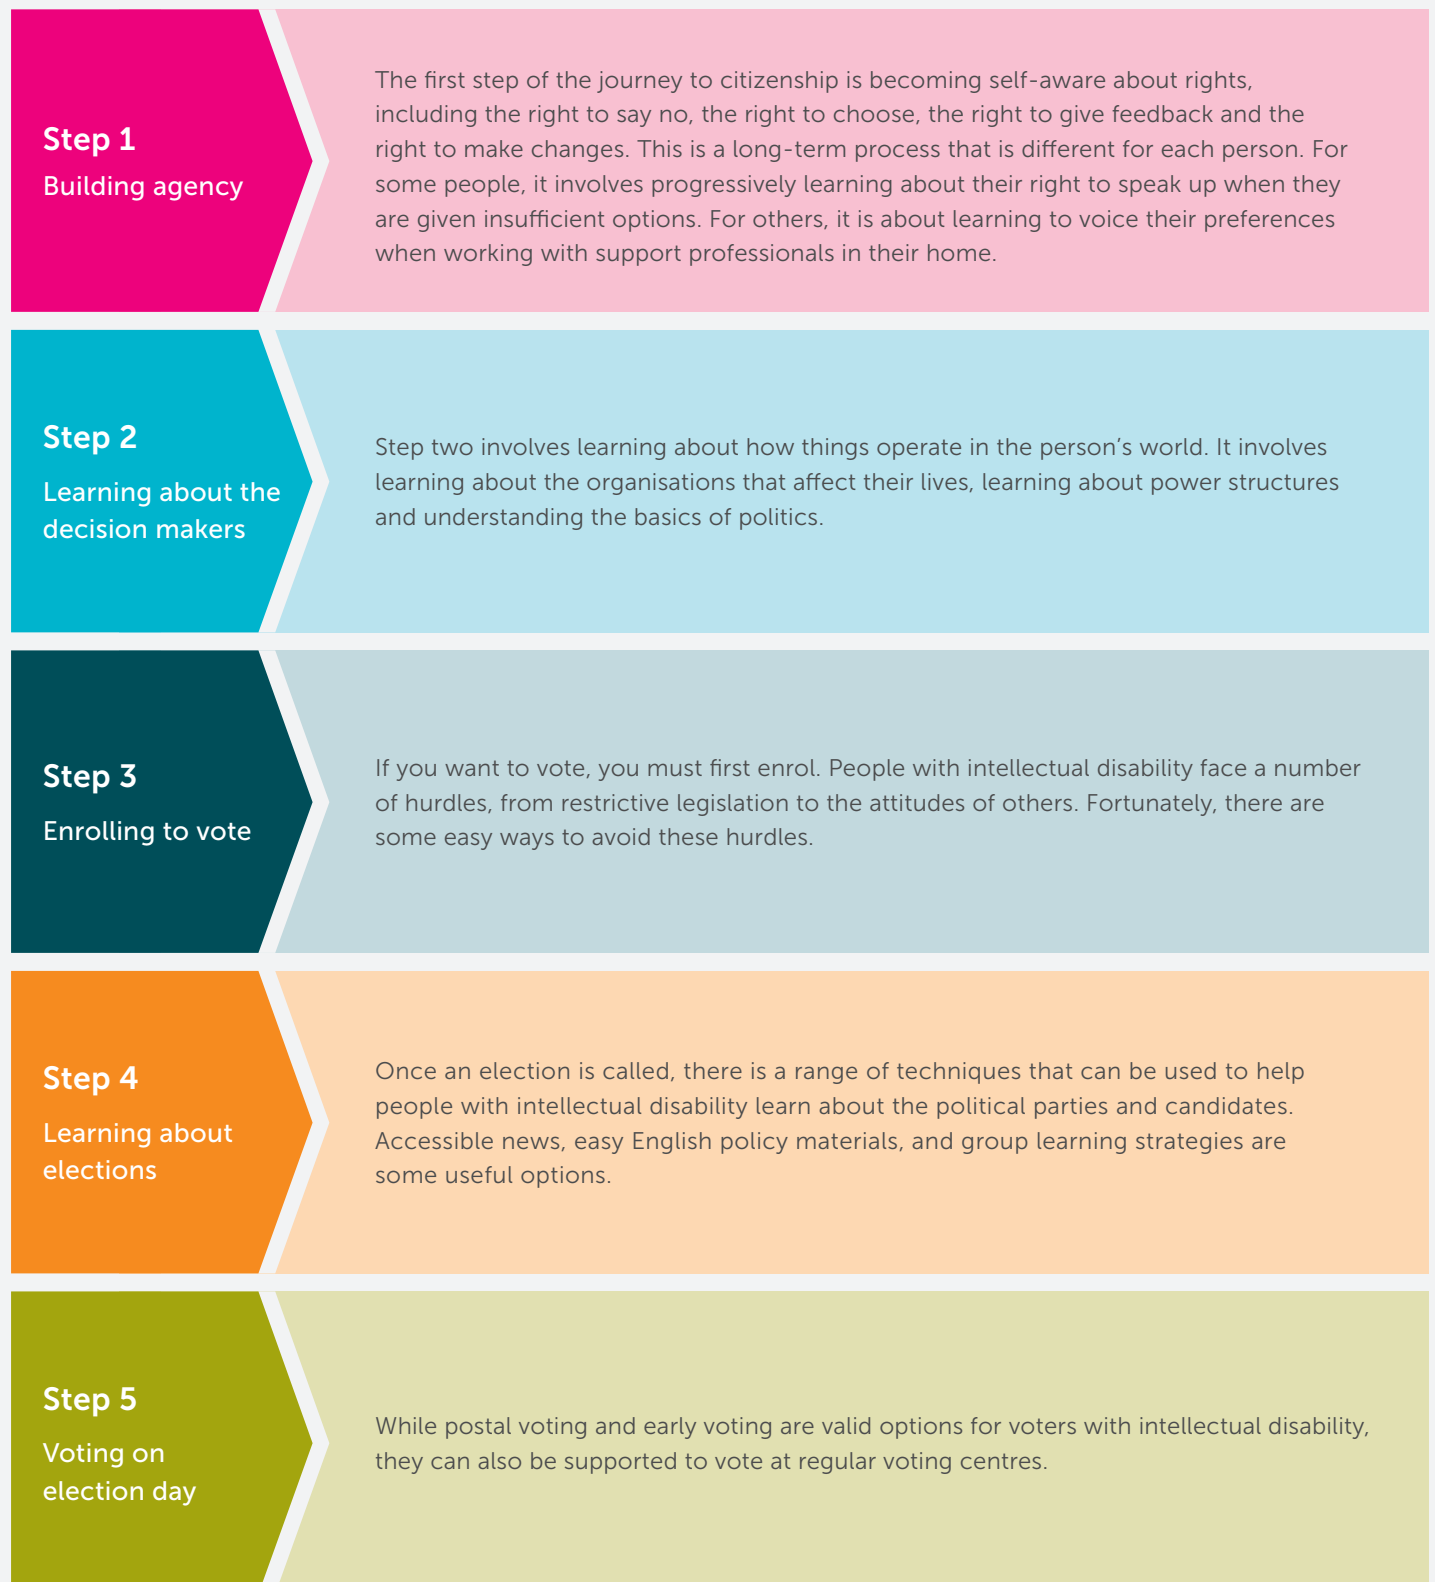 Step 1
Building agency
The first step of the journey to citizenship is becoming self-aware about rights,
including the right to say no, the right to choose, the right to give feedback and the
right to make changes. This is a long-term process that is different for each person. For
some people, it involves progressively learning about their right to speak up when they
are given insufficient options. For others, it is about learning to voice their preferences
when working with support professionals in their home.
Step 2
Learning about the
decision makers
Step two involves learning about how things operate in the person’s world. It involves
learning about the organisations that affect their lives, learning about power structures
and understanding the basics of politics.
Step 3
Enrolling to vote
If you want to vote, you must first enrol. People with intellectual disability face a number
of hurdles, from restrictive legislation to the attitudes of others. Fortunately, there are
some easy ways to avoid these hurdles.
Step 4
Learning about
elections
Once an election is called, there is a range of techniques that can be used to help
people with intellectual disability learn about the political parties and candidates.
Accessible news, easy English policy materials, and group learning strategies are
some useful options.
Step 5
Voting on
election day
While postal voting and early voting are valid options for voters with intellectual disability,
they can also be supported to vote at regular voting centres.